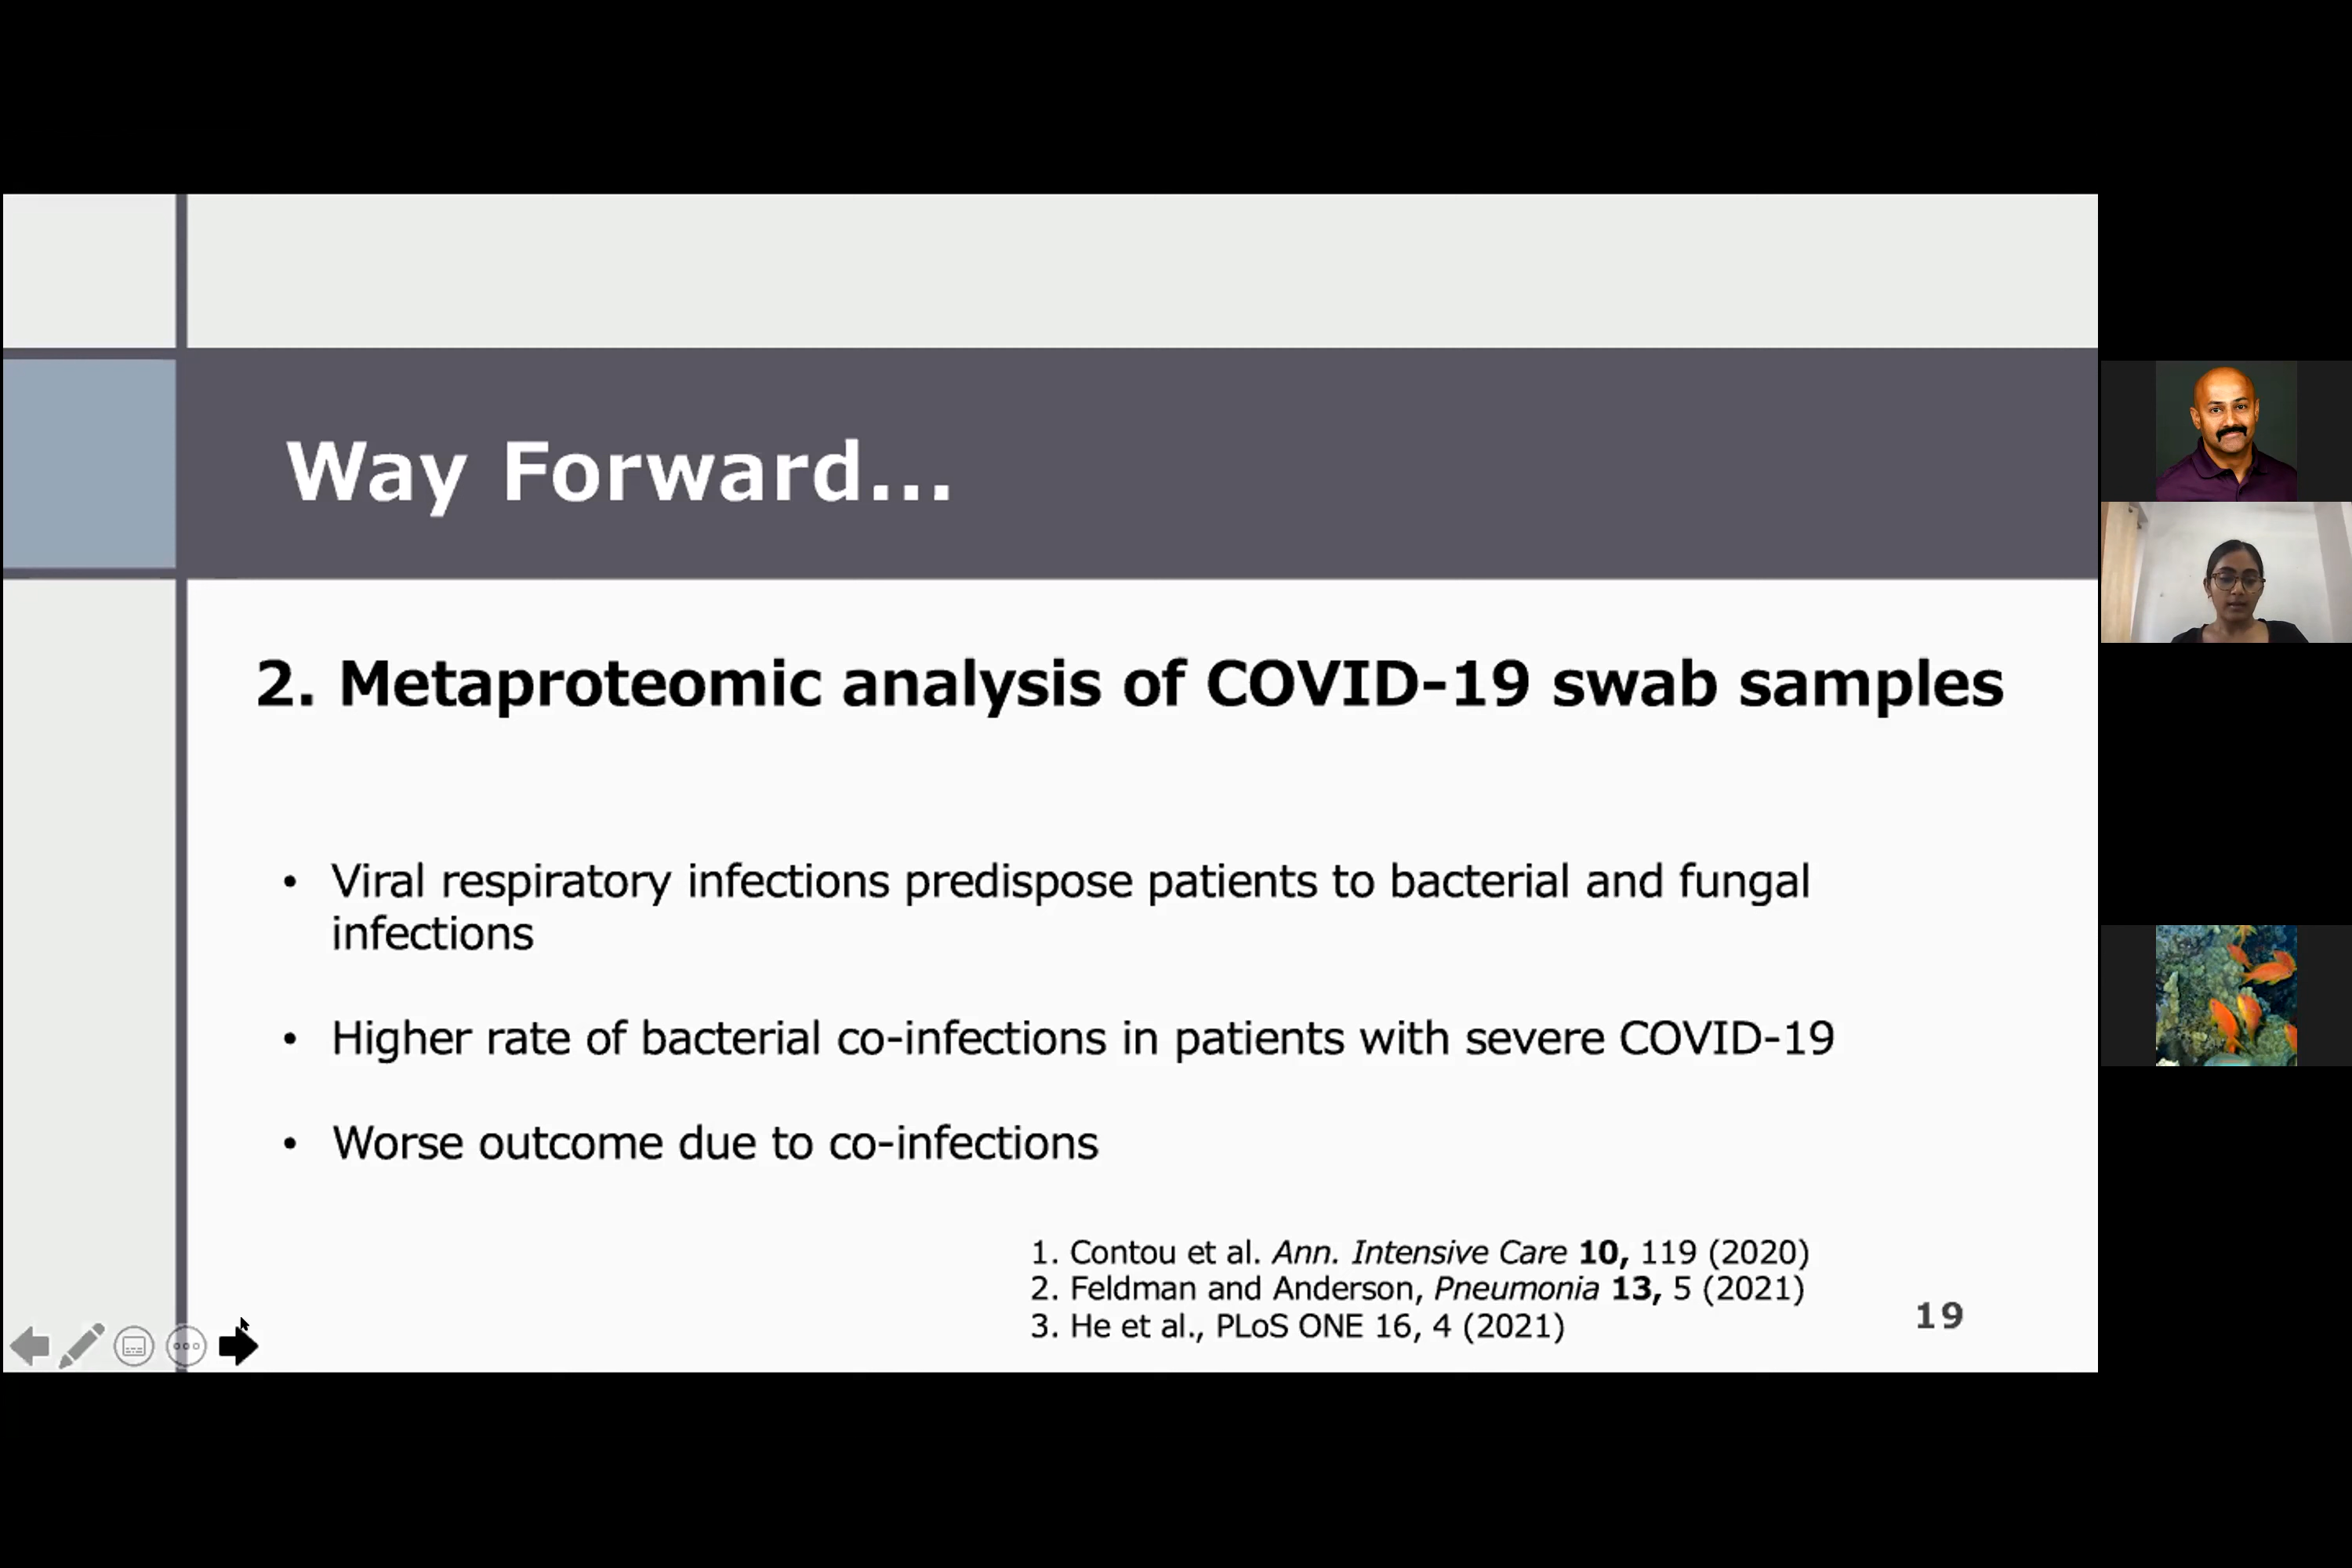 Way Forward...
2. Metaproteomic analysis of COVID-19 swab samples
• Viral respiratory infections predispose patients to bacterial and fungal
infections
• Higher rate of bacterial co-infections in patients with severe COVID-19
• Worse outcome due to co-infections
1. Contou et al. Ann. Intensive Care 10, 119 (2020)
2. Feldman and Anderson, Pneumonia 13, 5 (2021)
3. He et al., PLoS ONE 16, 4 (2021)
19